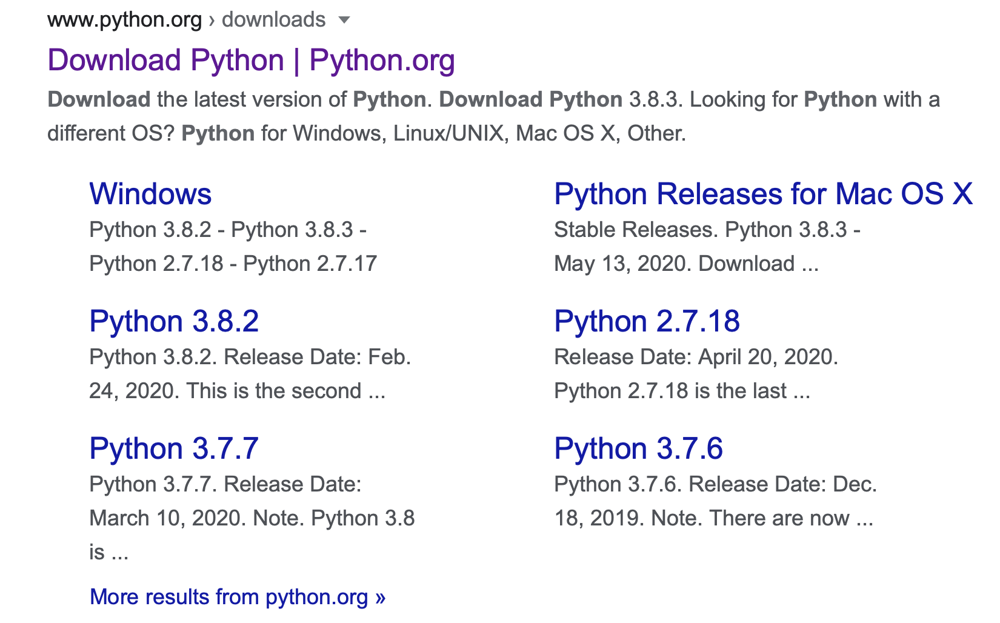 www.python.org › downloads
Download Python | Python.org
Download the latest version of Python. Download Python 3.8.3. Looking for Python with a
different OS? Python for Windows, Linux/UNIX, Mac OS X, Other.
Windows
Python 3.8.2 - Python 3.8.3 -
Python 2.7.18 - Python 2.7.17
Python Releases for Mac OS X
Stable Releases. Python 3.8.3 -
May 13, 2020. Download ...
Python 3.8.2
Python 3.8.2. Release Date: Feb.
24, 2020. This is the second ...
Python 2.7.18
Release Date: April 20, 2020.
Python 2.7.18 is the last ...
Python 3.7.7
Python 3.7.7. Release Date:
March 10, 2020. Note. Python 3.8
is ...
Python 3.7.6
Python 3.7.6. Release Date: Dec.
18, 2019. Note. There are now ...
More results from python.org »